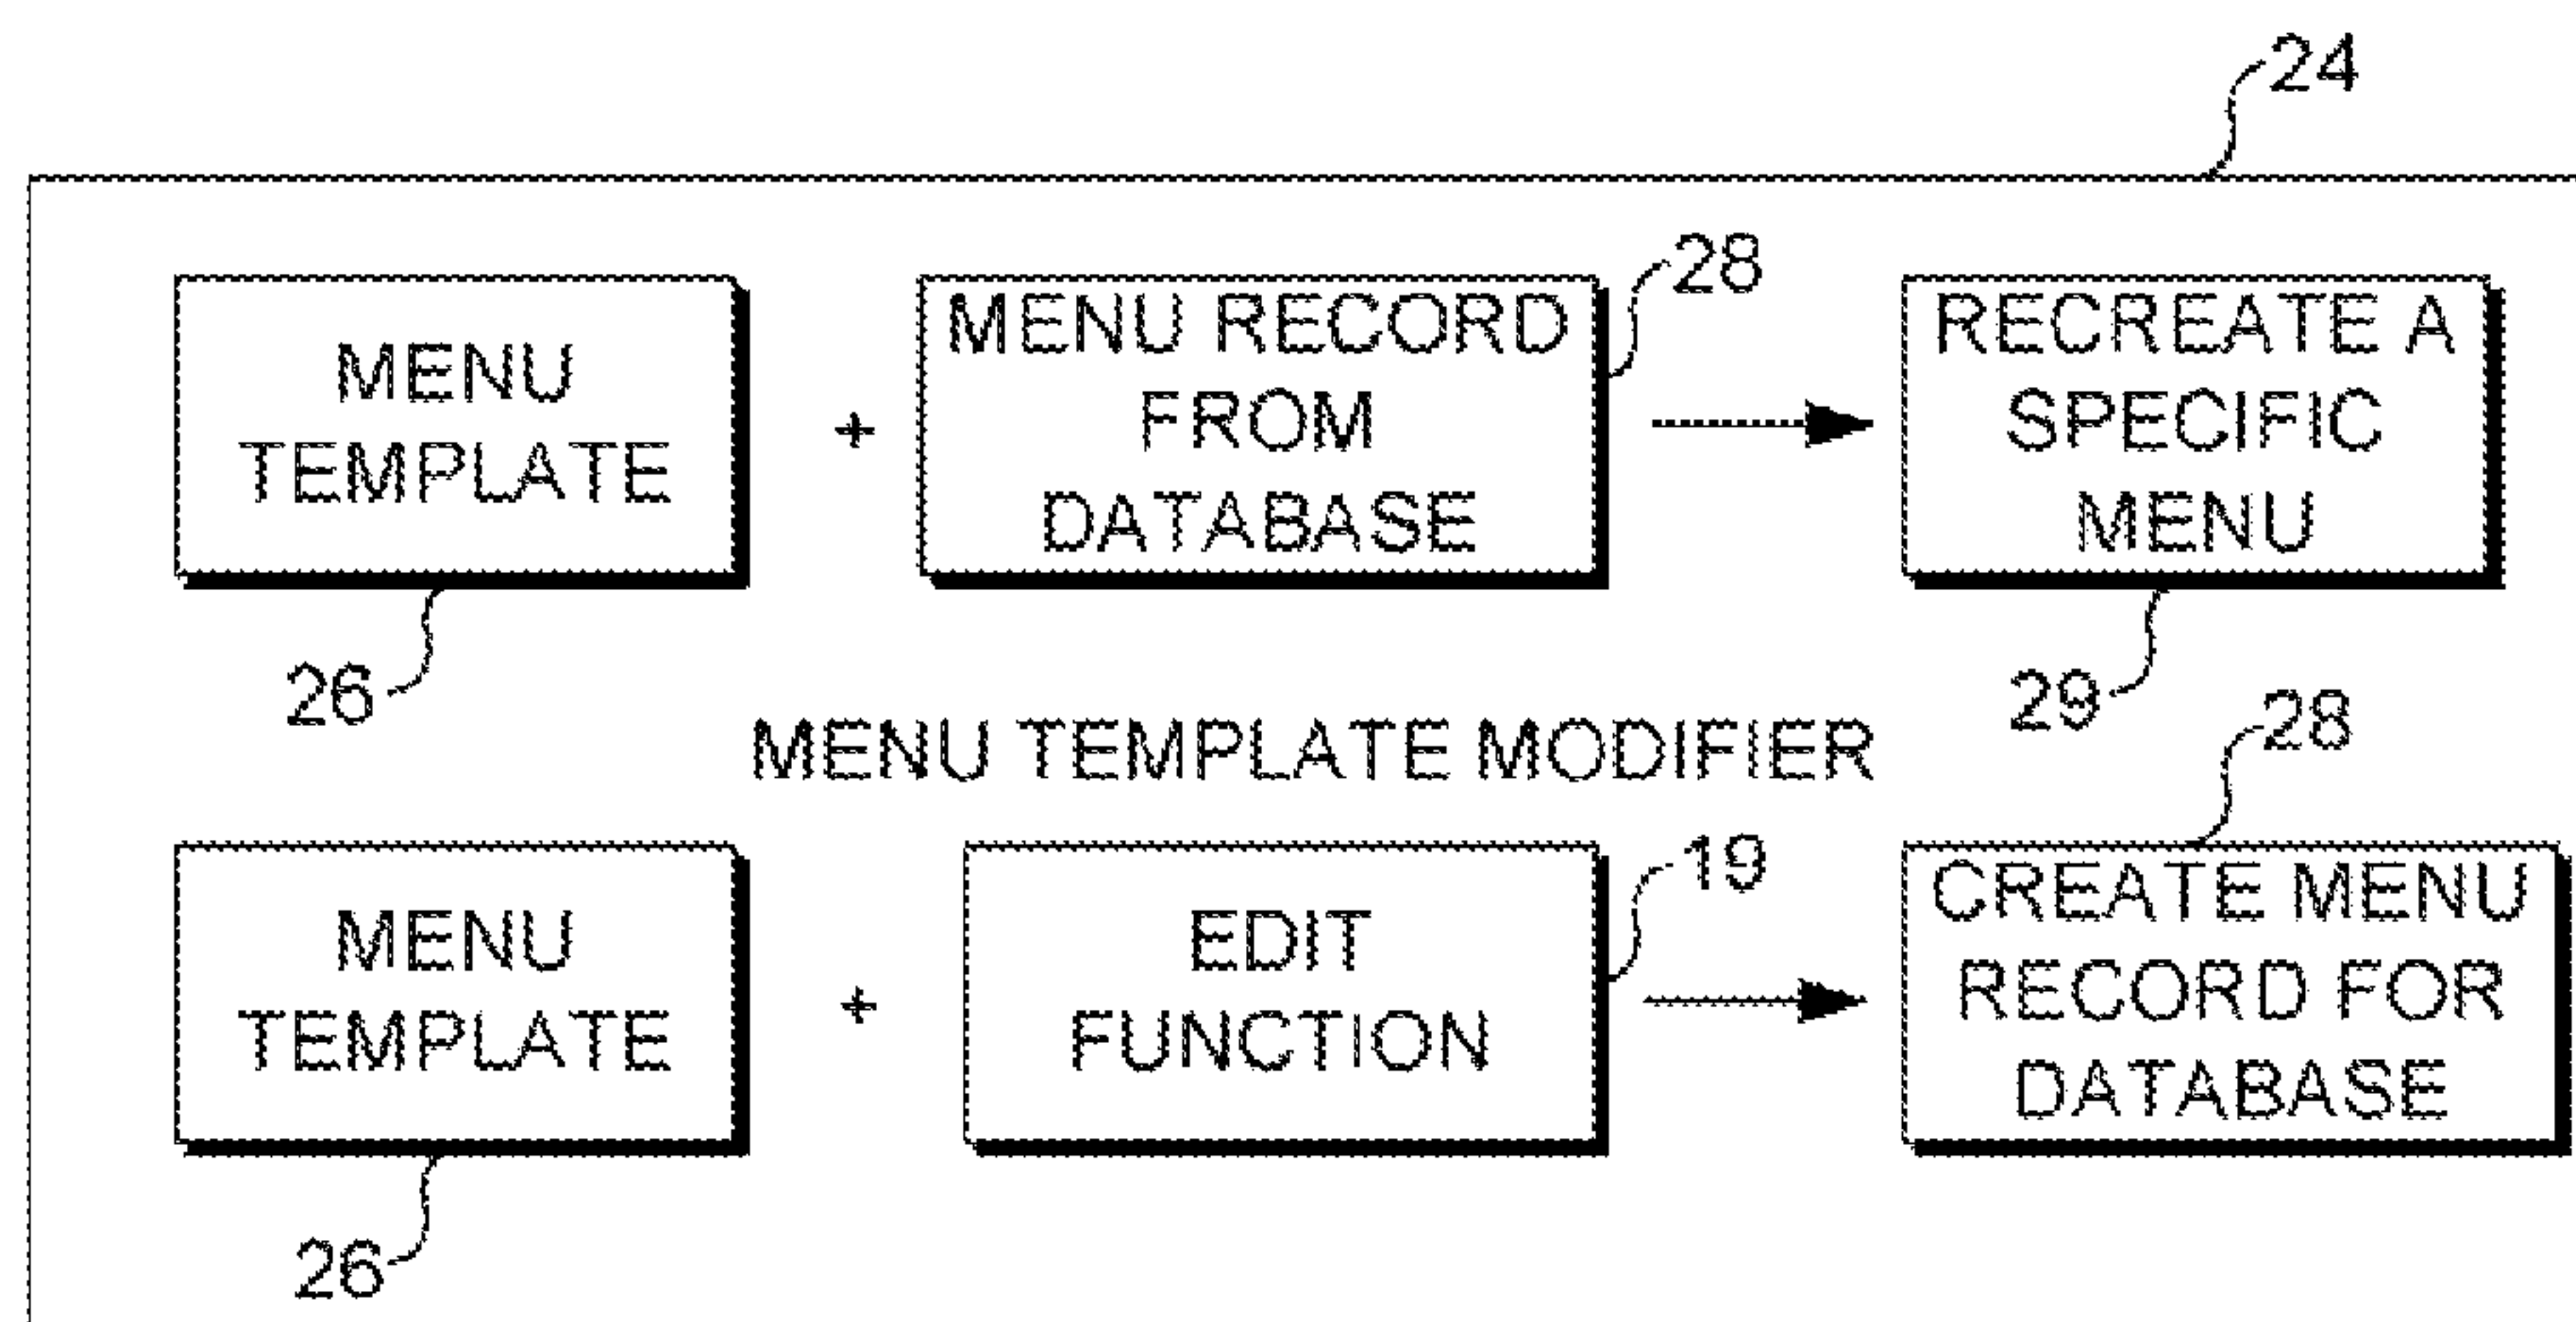 24
28
MENU
TEMPLATE
+
MENU RECORD
FROM
DATABASE
RECREATE A
SPECIFIC
MENU
26
29
28
MENU TEMPLATE MODIFIER
19
MENU
TEMPLATE
+
EDIT
FUNCTION
CREATE MENU
RECORD FOR
DATABASE
26